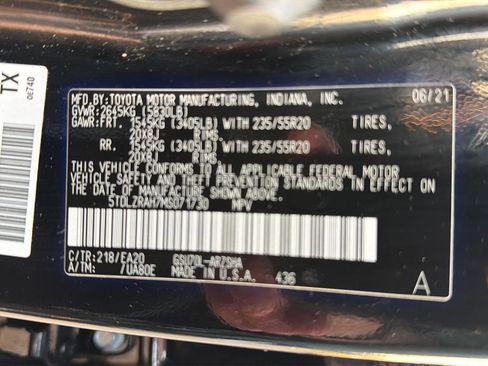 TX
0E740
MFD.BY:TOYOTA MOTOR MANUFACTURING, INDIANA, INC. 06/21
GVWR:2645KG (5830LB)
GAWR:FRT. 1545KG (3405LB) WITH 235/55R20 TIRES,
20X8J RIMS,
RR. 1545KG (3405LB) WITH 235/55R20 TIRES,
20X8J RIMS,
THIS VEHICLE CONFORMS TO ALL APPLICABLE FEDERAL MOTOR
VEHICLE SAFETY AND THEFT PREVENTION STANDARDS IN EFFECT ON
THE DATE OF MANUFACTURE SHOWN ABOVE.
5TDLZRAH7MS071730 MPV
C/TR:218/EA20 GSU70L-ARZSHA
A/TM: /UA80E MADE IN U.S.A. 436 A